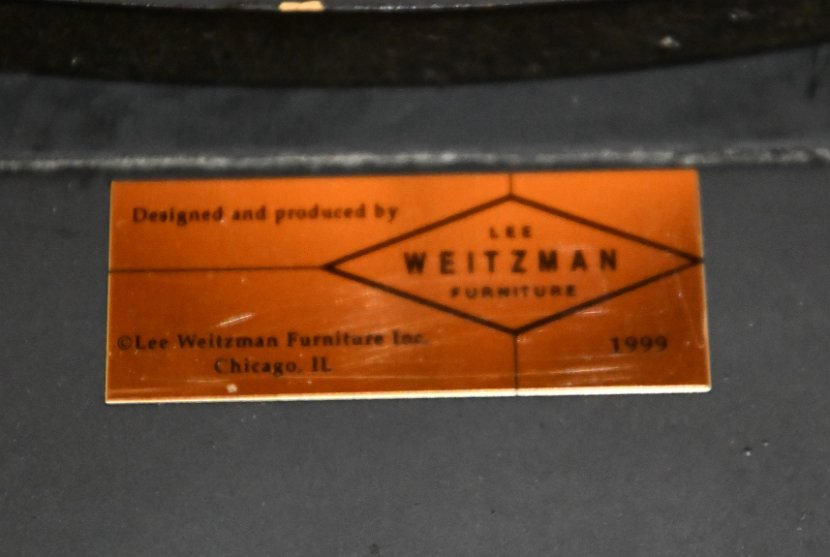 Designed and produced by
LEE
WEITZMAN
FURNITURE
©Lee Weitzman Furniture Inc.
Chicago, IL
1999